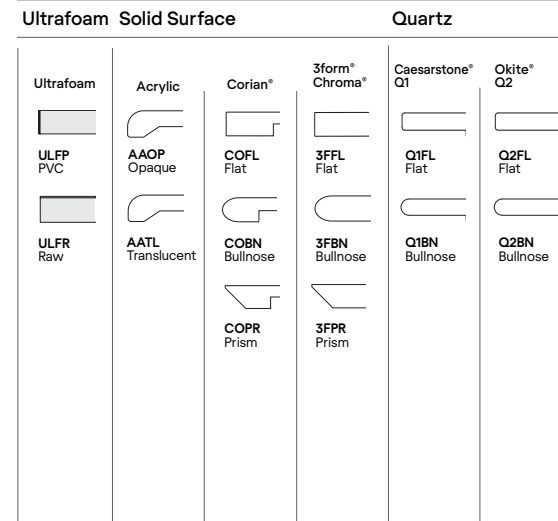 Ultrafoam Solid Surface Quartz
Ultrafoam
ULFP
PVC
ULFR
Raw
Acrylic
AAOP
Opaque
AATL
Translucent
Corian®
COFL
Flat
COBN
Bullnose
COPR
Prism
3form®
Chroma®
3FFL
Flat
3FBN
Bullnose
3FPR
Prism
Caesarstone®
Q1
Q1FL
Flat
Q1BN
Bullnose
Okite®
Q2
Q2FL
Flat
Q2BN
Bullnose